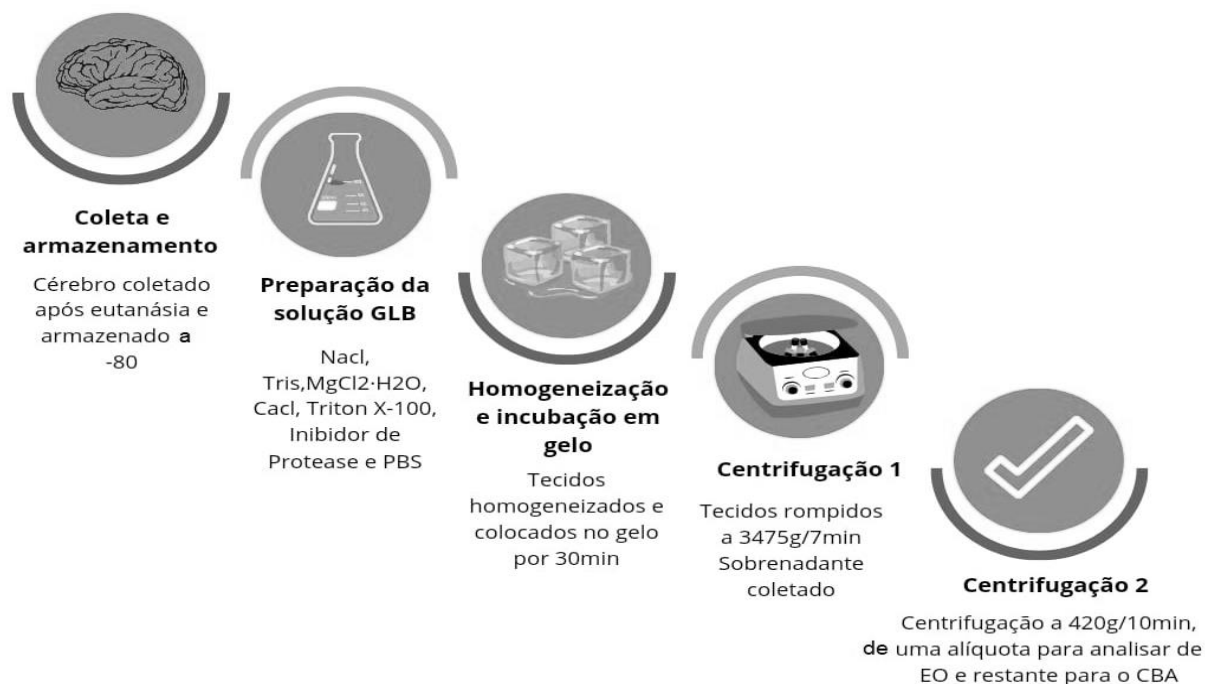 Coleta e
armazenamento
Cérebro coletado
após eutanásia e
armazenado a
-80
Preparação da
solução GLB
Nacl,
Tris,MgCl2·H2O,
Cacl, Triton X-100,
Inibidor de
Protease e PBS
Homogeneização
e incubação em
gelo
Tecidos
homogeneizados e
colocados no gelo
por 30min
Centrifugação 1
Tecidos rompidos
a 3475g/7min
Sobrenadante
coletado
Centrifugação 2
Centrifugação a 420g/10min,
de uma alíquota para analisar de
EO e restante para o CBA